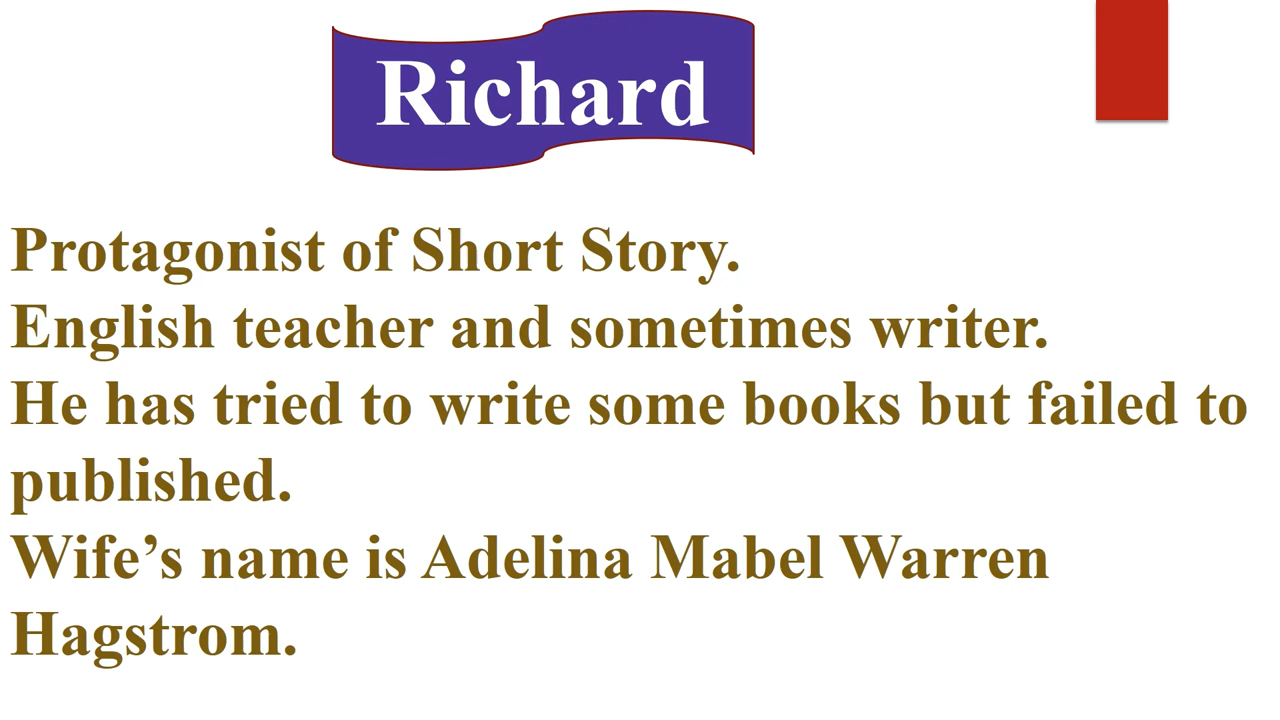 Richard
Protagonist of Short Story.
English teacher and sometimes writer.
He has tried to write some books but failed to
published.
Wife’s name is Adelina Mabel Warren
Hagstrom.